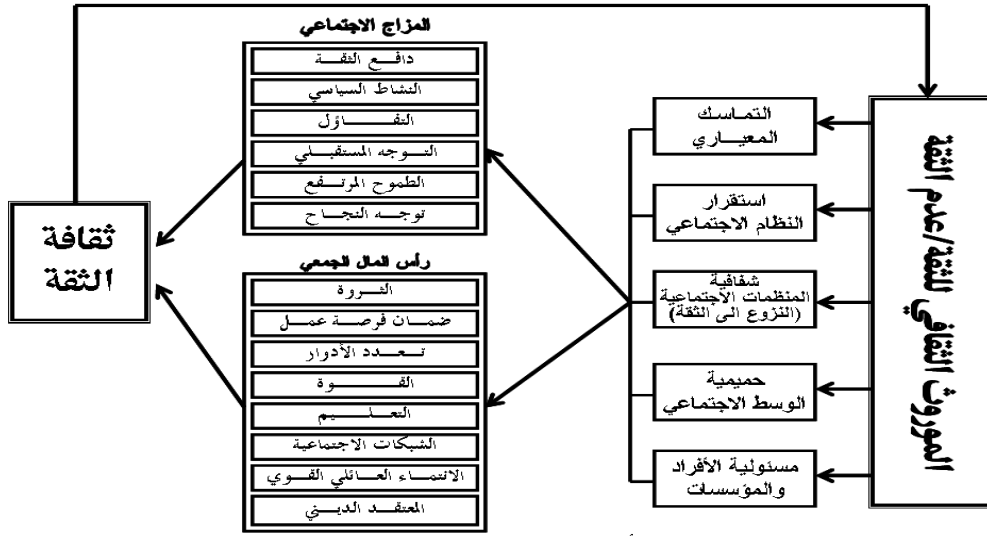 الموروث الثقافي للثقة/عدم الثقة
التماسك
المعياري
استقرار
النظام الاجتماعي
شفافية
المنظمات الاجتماعية
(النزوع الى الثقة)
حميمية
الوسط الاجتماعي
مسئولية الأفراد
والمؤسسات
المزاج الاجتماعي
دافع الثقة
النشاط السياسي
التفاؤل
التوجه المستقبلي
الطموح المرتفع
توجه النجاح
رأس المال الجمعي
الثروة
ضمان فرصة عمل
تعدد الأدوار
القوة
التعليم
الشبكات الاجتماعية
الانتماء العائلي القوي
المعتقد الديني
ثقافة
الثقة